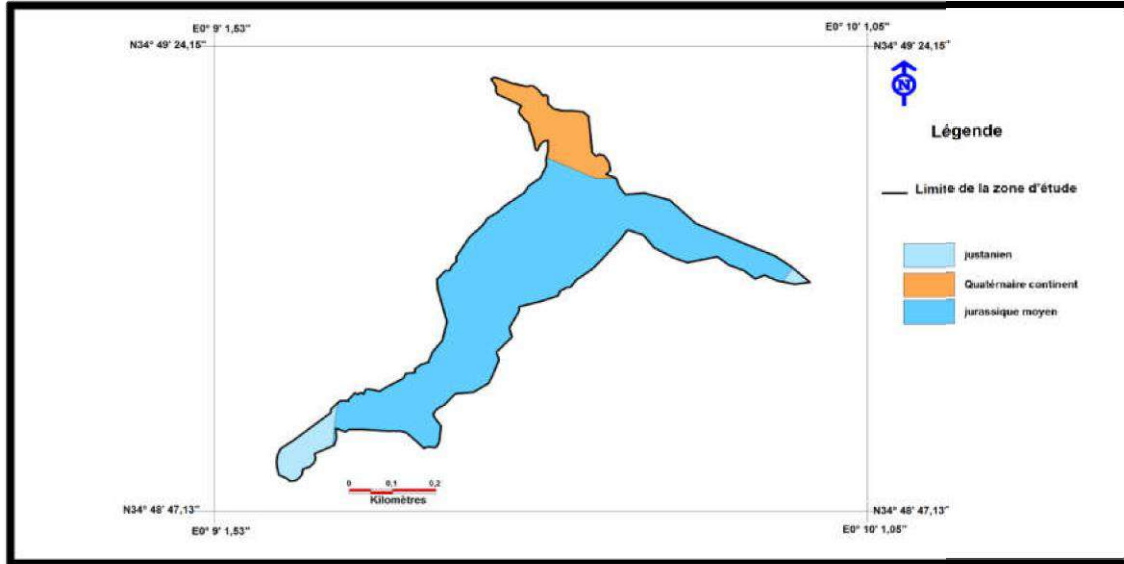 E0° 9' 1,53"
E0° 10' 1,05"
N34° 49' 24,15"
N34° 49' 24,15"
N
Légende
Limite de la zone d'étude
justanien
Quatérnaire continent
jurassique moyen
0 0,1 0,2
Kilomètres
N34° 48' 47,13"
N34° 48' 47,13"
E0° 9' 1,53"
E0° 10' 1,05"